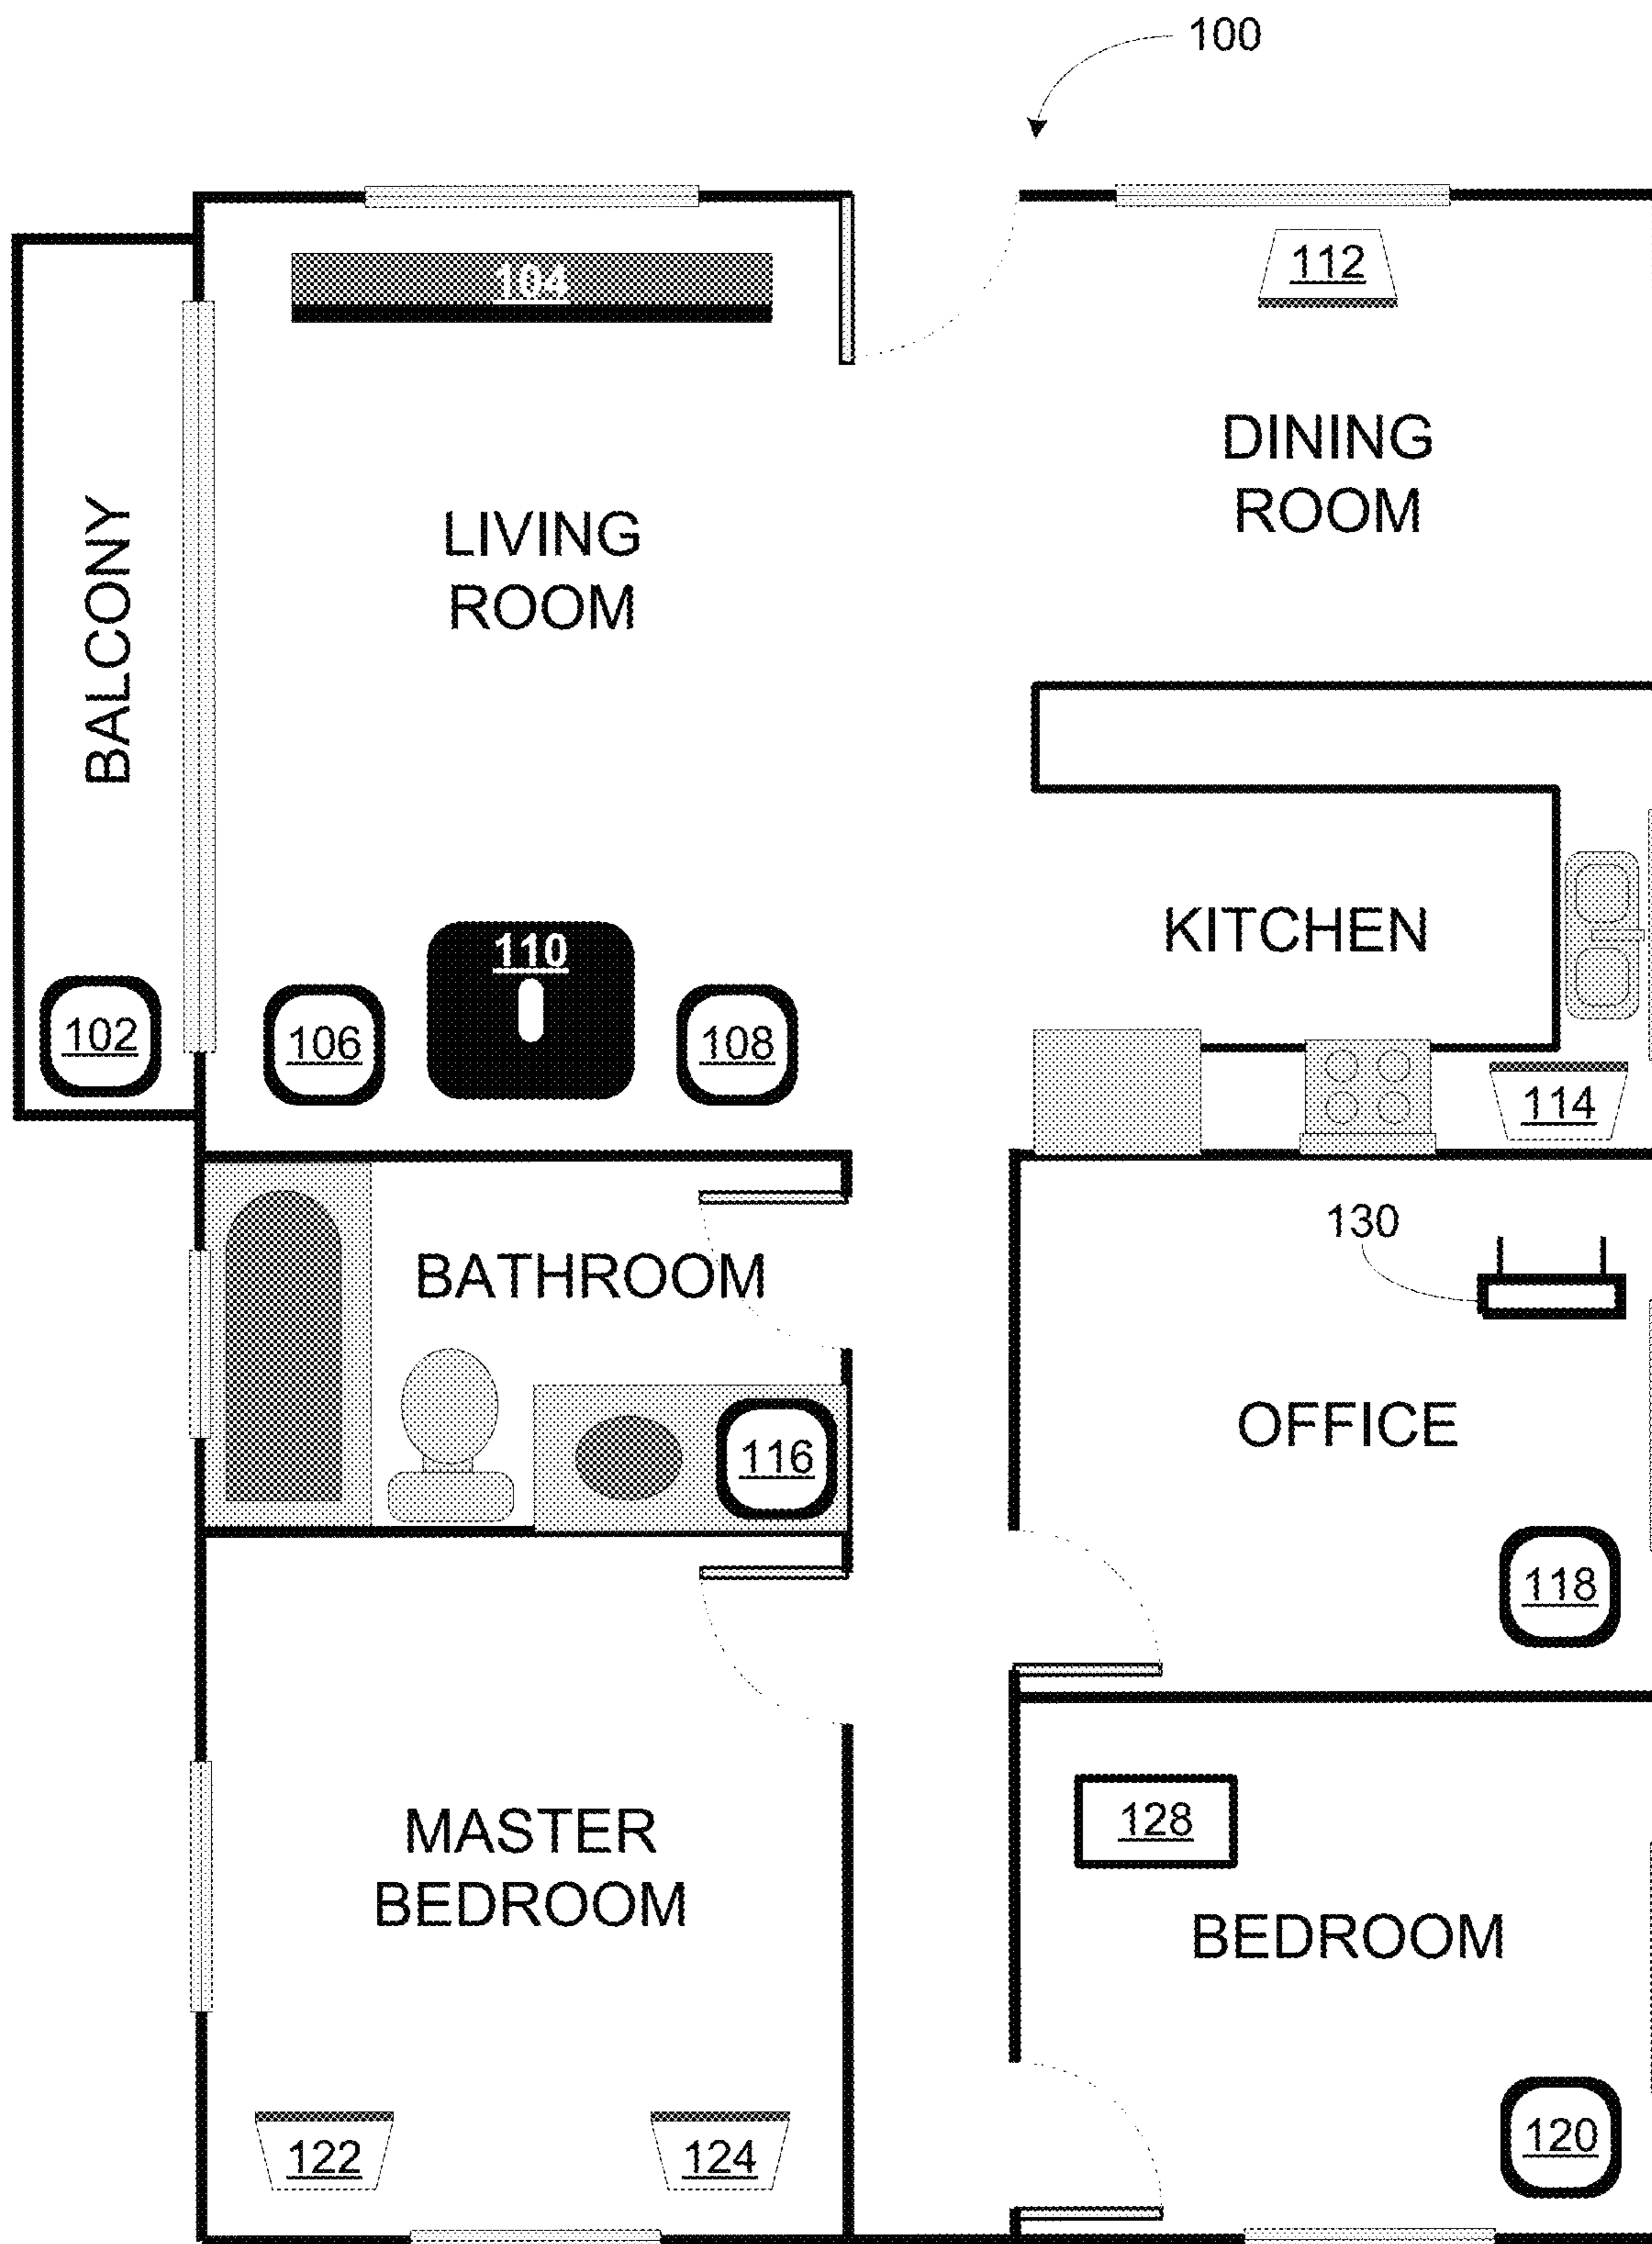 100
104
112
DINING
ROOM
LIVING
ROOM
BALCONY
KITCHEN
110
102
106
108
114
130
BATHROOM
OFFICE
116
118
MASTER
BEDROOM
128
BEDROOM
122
124
120